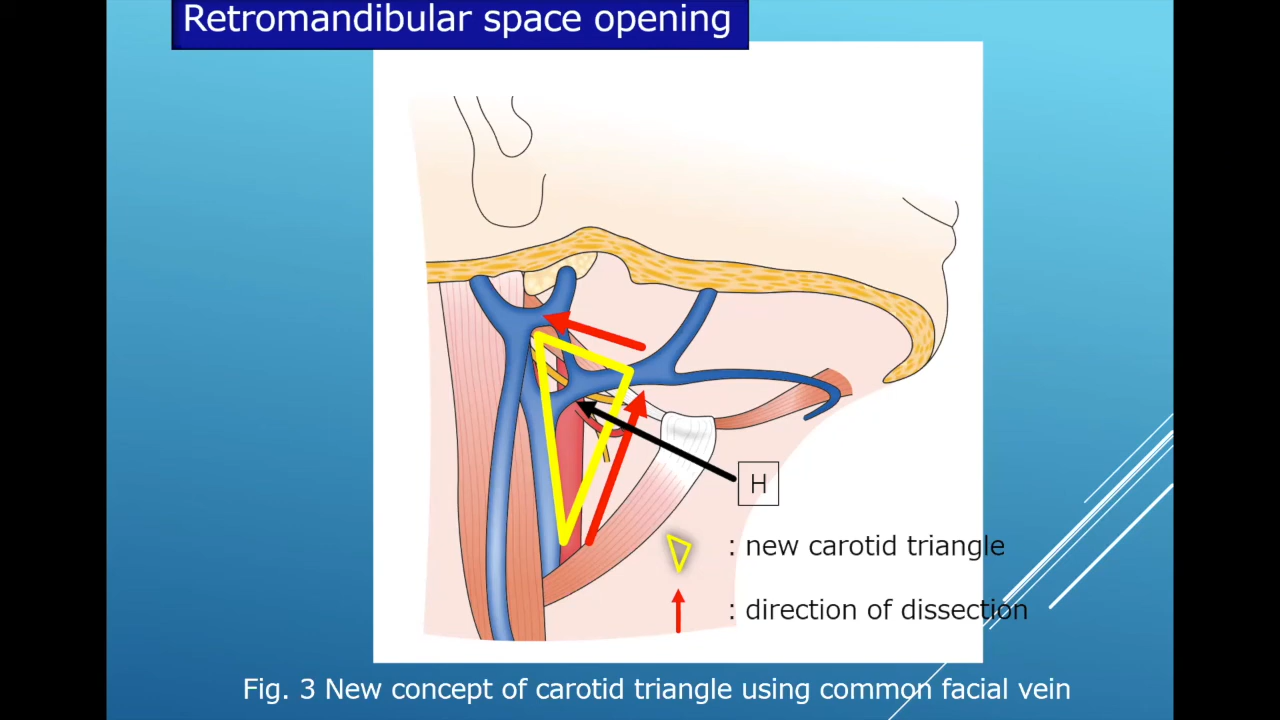 Retromandibular space opening
H
: new carotid triangle
: direction of dissection
Fig. 3 New concept of carotid triangle using common facial vein